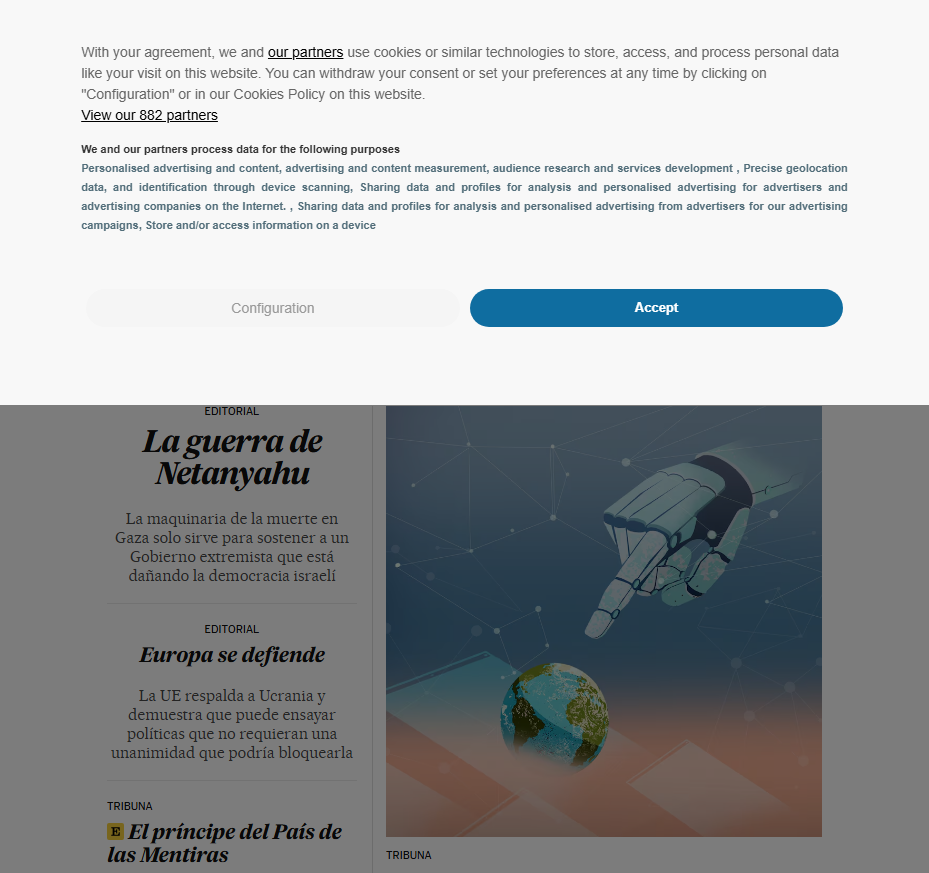 With your agreement, we and our partners use cookies or similar technologies to store, access, and process personal data
like your visit on this website. You can withdraw your consent or set your preferences at any time by clicking on
"Configuration" or in our Cookies Policy on this website.
View our 882 partners
We and our partners process data for the following purposes
Personalised advertising and content, advertising and content measurement, audience research and services development , Precise geolocation
data, and identification through device scanning, Sharing data and profiles for analysis and personalised advertising for advertisers and
advertising companies on the Internet. , Sharing data and profiles for analysis and personalised advertising from advertisers for our advertising
campaigns, Store and/or access information on a device
Configuration
Accept
EDITORIAL
La guerra de
Netanyahu
La maquinaria de la muerte en
Gaza solo sirve para sostener a un
Gobierno extremista que está
dañando la democracia israelí
EDITORIAL
Europa se defiende
La UE respalda a Ucrania y
demuestra que puede ensayar
políticas que no requieran una
unanimidad que podría bloquearla
TRIBUNA
E El príncipe del País de
las Mentiras
TRIBUNA